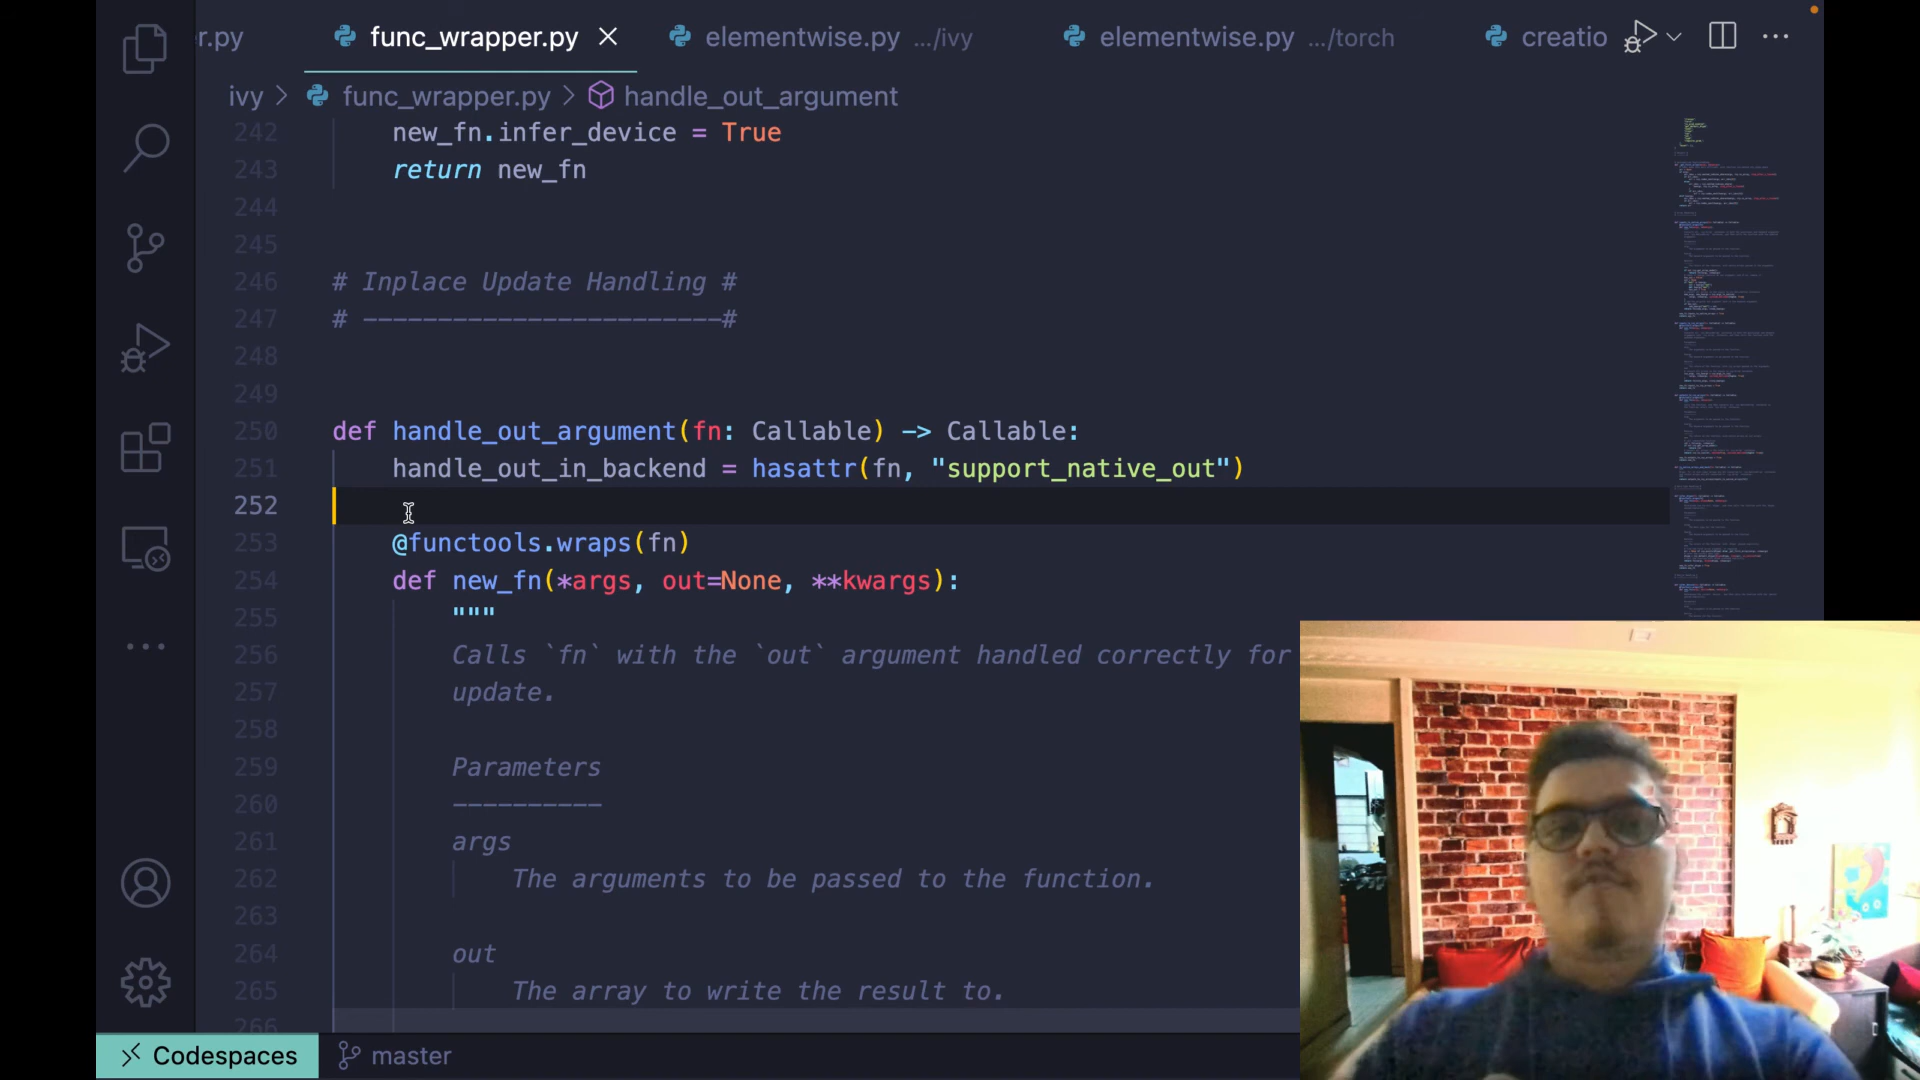 r.py func_wrapper.py elementwise.py .../ivy elementwise.py .../torch creatio
ivy > func_wrapper.py > handle_out_argument
242 new_fn.infer_device = True
243 return new_fn
244
245
246 # Inplace Update Handling #
247 # ------------------------#
248
249
250 def handle_out_argument(fn: Callable) -> Callable:
251 handle_out_in_backend = hasattr(fn, "support_native_out")
252
253 @functools.wraps(fn)
254 def new_fn(*args, out=None, **kwargs):
255 """
256 Calls `fn` with the `out` argument handled correctly for
257 update.
258
259 Parameters
260 ----------
261 args
262 The arguments to be passed to the function.
263
264 out
265 The array to write the result to.
266
Codespaces master